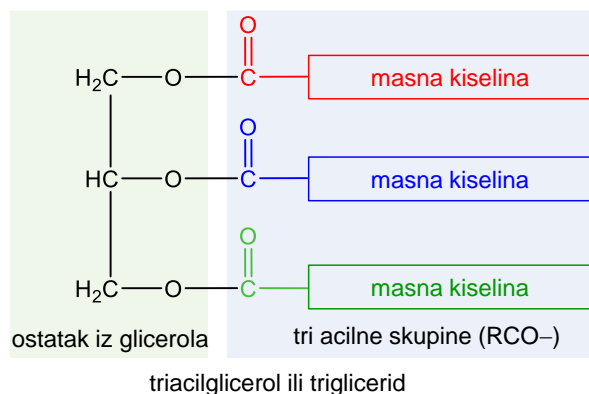 O
H₂C—O—C masna kiselina
O
HC—O—C masna kiselina
O
H₂C—O—C masna kiselina
ostatak iz glicerola tri acilne skupine (RCO–)
triacilglicerol ili triglicerid